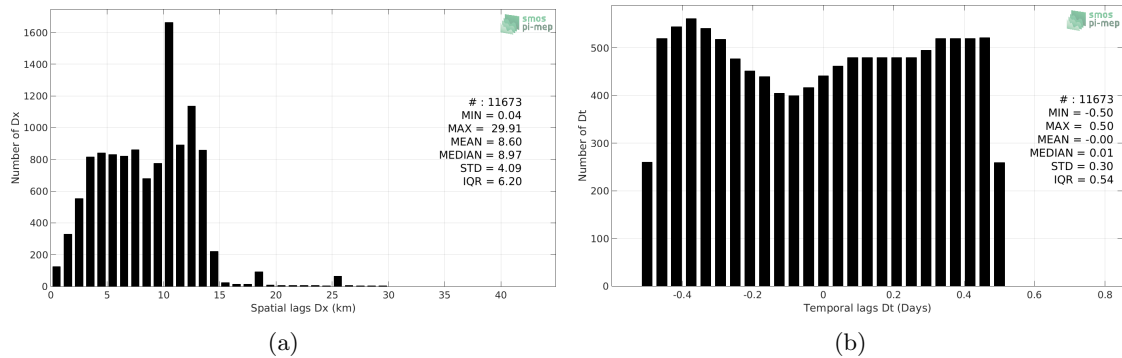 smos
pi-mep
1600
1400
1200
1000
800
600
400
200
0
Number of Dx
# : 11673
MIN = 0.04
MAX = 29.91
MEAN = 8.60
MEDIAN = 8.97
STD = 4.09
IQR = 6.20
0 5 10 15 20 25 30 35 40
Spatial lags Dx (km)
(a)
smos
pi-mep
500
400
300
200
100
0
Number of Dt
# : 11673
MIN = -0.50
MAX = 0.50
MEAN = -0.00
MEDIAN = 0.01
STD = 0.30
IQR = 0.54
-0.4 -0.2 0 0.2 0.4 0.6 0.8
Temporal lags Dt (Days)
(b)